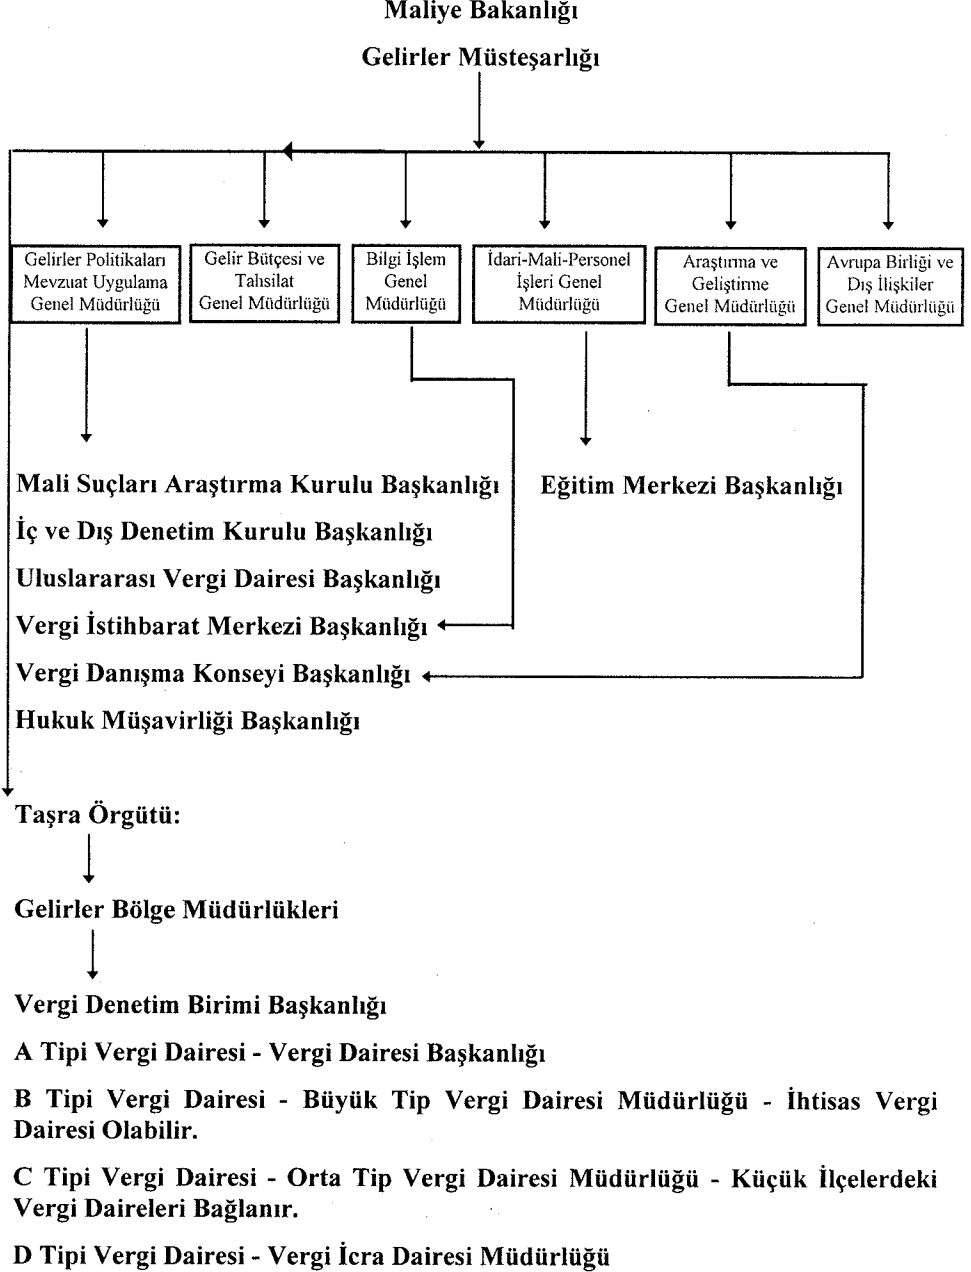 Maliye Bakanlığı
Gelirler Müsteşarlığı
Gelirler Politikaları
Mevzuat Uygulama
Genel Müdürlüğü
Gelir Bütçesi ve
Tahsilat
Genel Müdürlüğü
Bilgi İşlem
Genel
Müdürlüğü
İdari-Mali-Personel
İşleri Genel
Müdürlüğü
Araştırma ve
Geliştirme
Genel Müdürlüğü
Avrupa Birliği ve
Dış İlişkiler
Genel Müdürlüğü
Mali Suçları Araştırma Kurulu Başkanlığı
Eğitim Merkezi Başkanlığı
İç ve Dış Denetim Kurulu Başkanlığı
Uluslararası Vergi Dairesi Başkanlığı
Vergi İstihbarat Merkezi Başkanlığı
Vergi Danışma Konseyi Başkanlığı
Hukuk Müşavirliği Başkanlığı
Taşra Örgütü:
Gelirler Bölge Müdürlükleri
Vergi Denetim Birimi Başkanlığı
A Tipi Vergi Dairesi - Vergi Dairesi Başkanlığı
B Tipi Vergi Dairesi - Büyük Tip Vergi Dairesi Müdürlüğü - İhtisas Vergi
Dairesi Olabilir.
C Tipi Vergi Dairesi - Orta Tip Vergi Dairesi Müdürlüğü - Küçük İlçelerdeki
Vergi Daireleri Bağlanır.
D Tipi Vergi Dairesi - Vergi İcra Dairesi Müdürlüğü